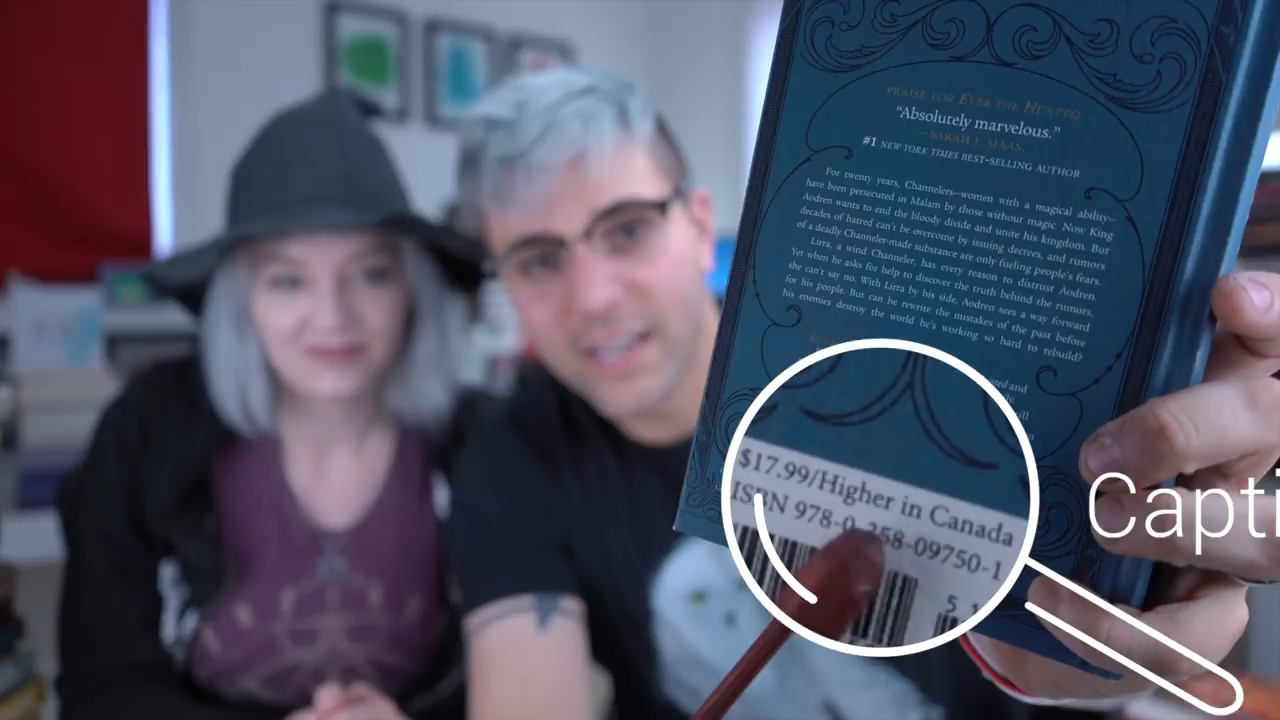 PRAISE FOR EVER THE HUNTED
“Absolutely marvelous.”
—SARAH J. MAAS,
#1 NEW YORK TIMES BEST-SELLING AUTHOR
For twenty years, Channelers—women with a magical ability—
have been persecuted in Malam by those without magic. Now King
Aodren wants to end the bloody divide and unite his kingdom. But
decades of hatred can't be overcome by issuing decrees, and rumors
of a deadly Channeler-made substance are only fueling people's fears.
Lirra, a wind Channeler, has every reason to distrust Aodren.
Yet when he asks for help to discover the truth behind the rumors,
she can't say no. With Lirra by his side, Aodren sees a way forward
for his people. But can he rewrite the mistakes of the past before
his enemies destroy the world he's working so hard to rebuild?
and
$17.99/Higher in Canada
ISBN 978-0-358-09750-1
5 1
Capti